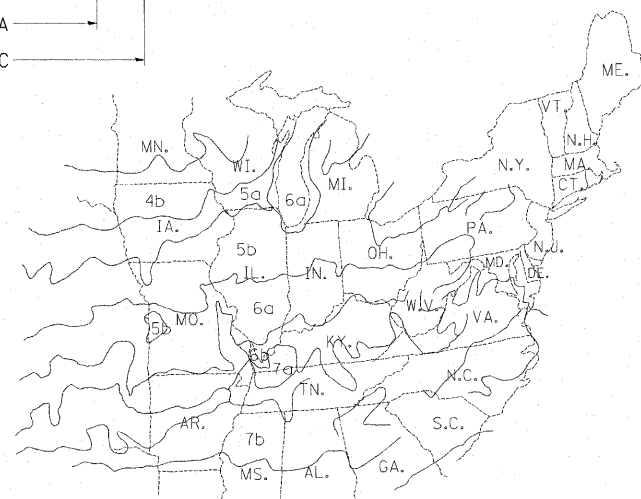 A
C
ME.
VT.
N.H.
MN.
WI.
N.Y.
MA.
MI.
CT.
4b
5a
6a
IA.
PA.
5b
OH.
N.J.
IL.
IN.
MD.
DE.
6a
W.V.
5b
MO.
VA.
KY.
6b
7a
N.C.
TN.
AR.
S.C.
7b
MS.
AL.
GA.